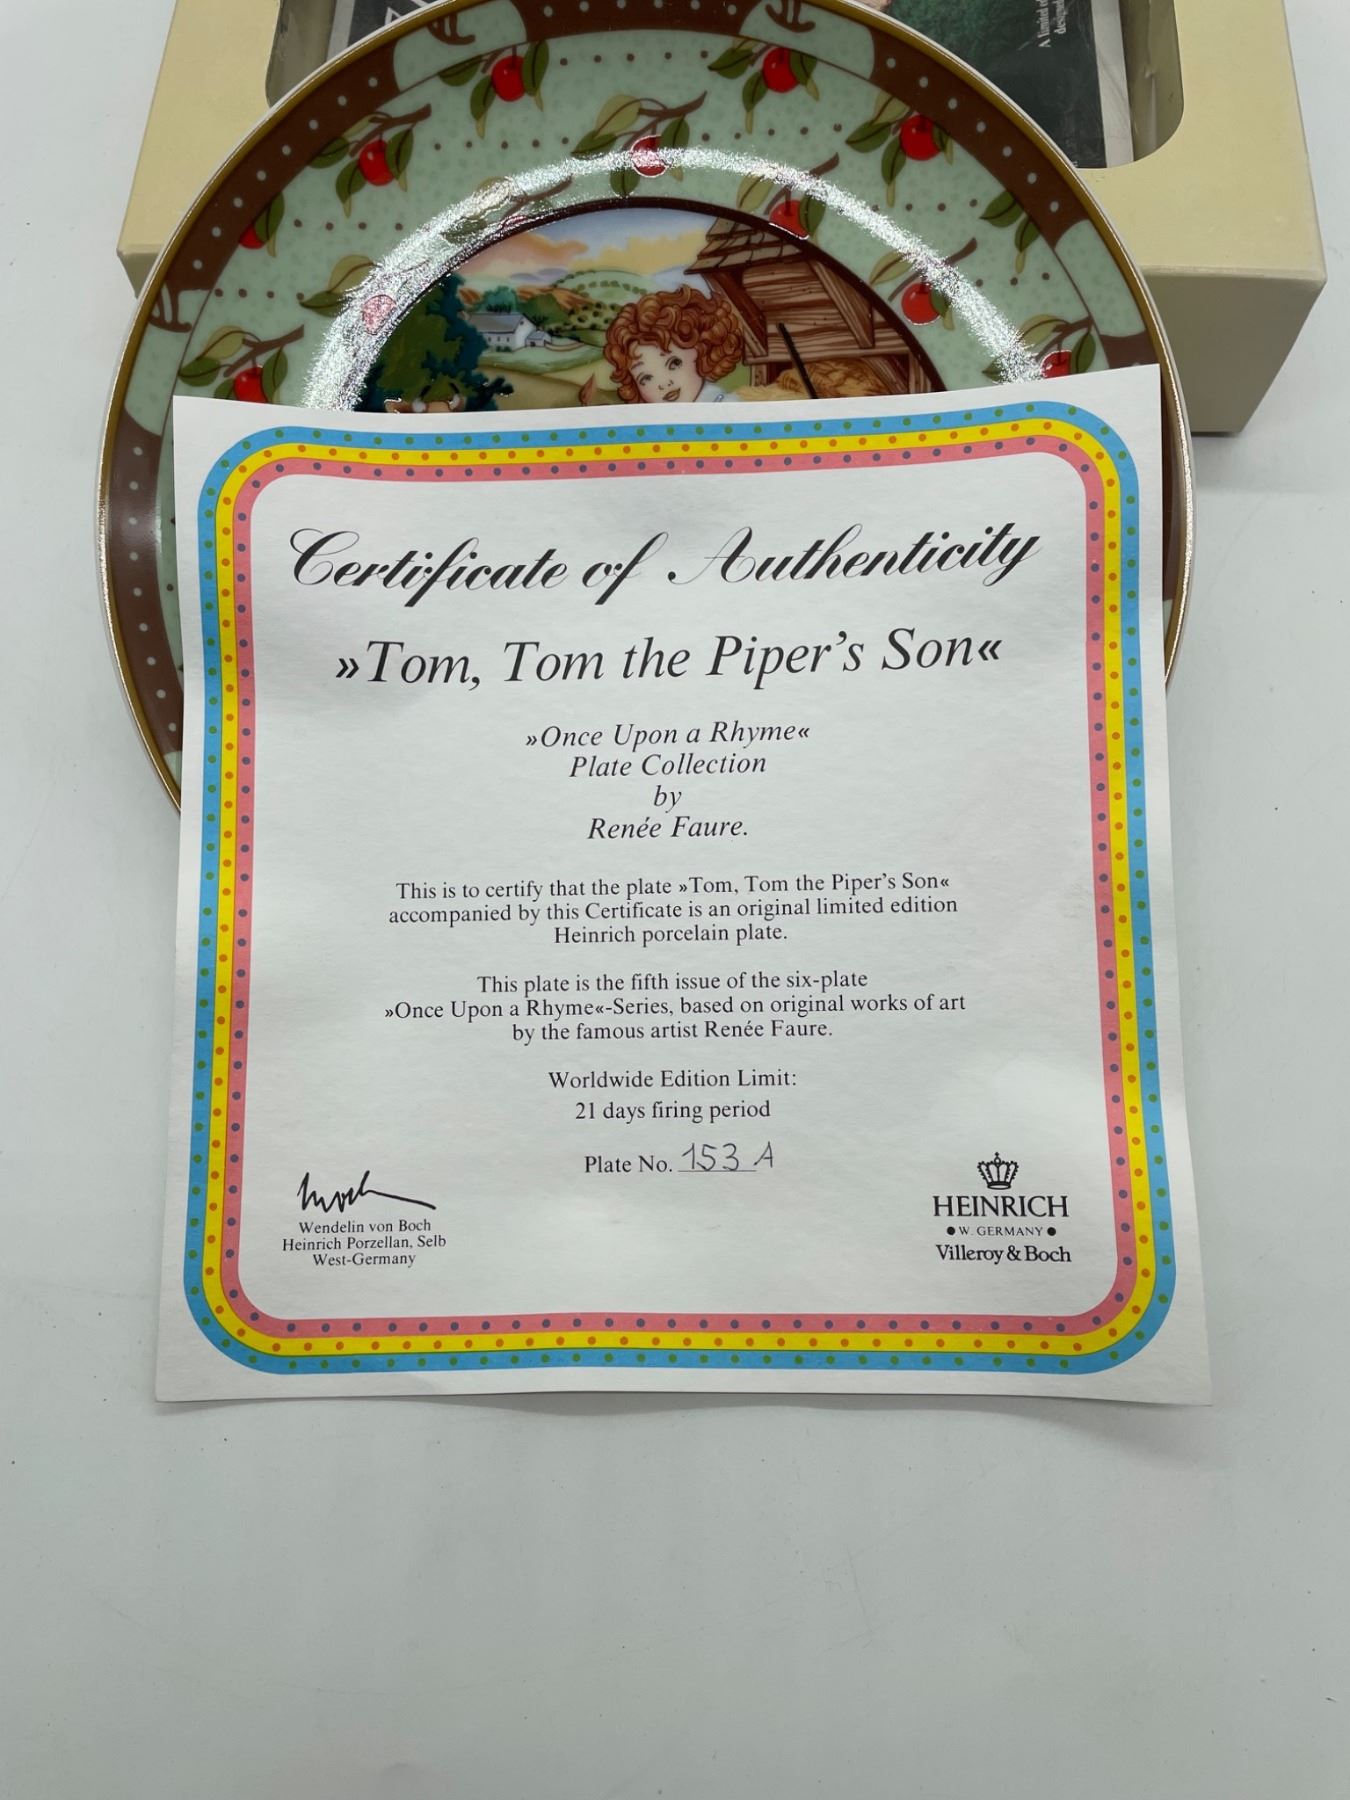 A limited
designed
Certificate of Authenticity
»Tom, Tom the Piper's Son«
»Once Upon a Rhyme«
Plate Collection
by
Renée Faure.
This is to certify that the plate »Tom, Tom the Piper's Son«
accompanied by this Certificate is an original limited edition
Heinrich porcelain plate.
This plate is the fifth issue of the six-plate
»Once Upon a Rhyme«-Series, based on original works of art
by the famous artist Renée Faure.
Worldwide Edition Limit:
21 days firing period
Plate No. 153 A
Wendelin von Boch
Heinrich Porzellan, Selb
West-Germany
HEINRICH
● W. GERMANY ●
Villeroy & Boch